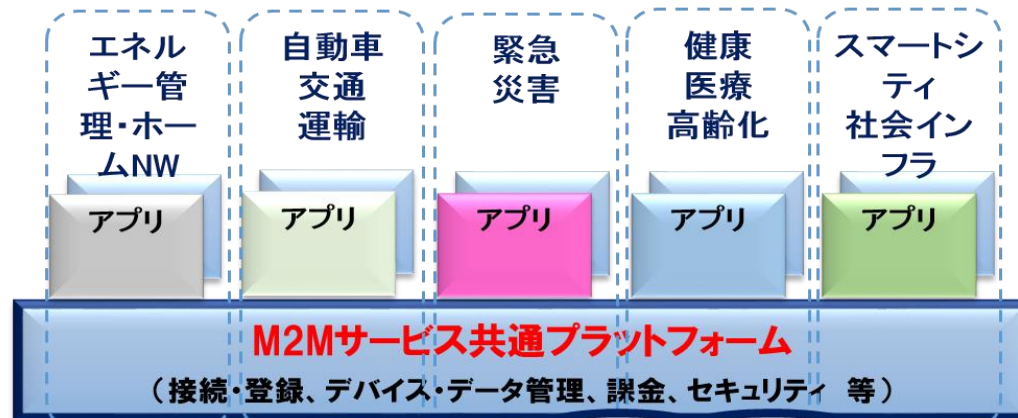 エネル
ギー管
理・ホー
ムNW
自動車
交通
運輸
緊急
災害
健康
医療
高齢化
スマートシ
ティ
社会イン
フラ
アプリ
アプリ
アプリ
アプリ
アプリ
M2Mサービス共通プラットフォーム
（接続・登録、デバイス・データ管理、課金、セキュリティ 等）